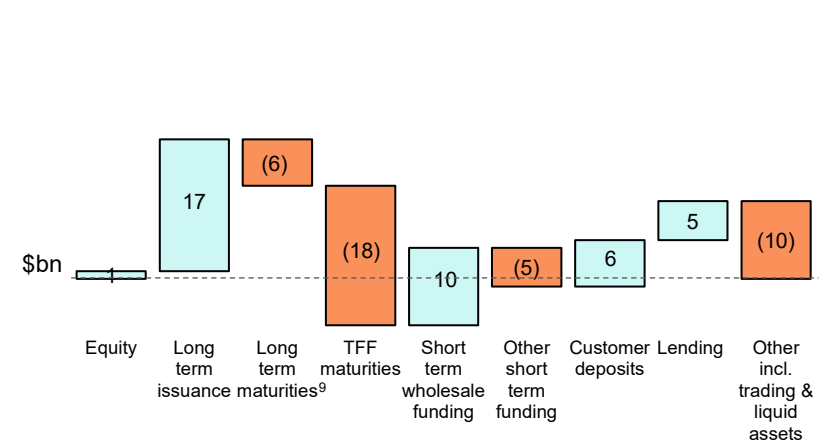 17
(6)
(18)
10
(5)
6
5
(10)
$bn
1
Equity
Long
term
issuance
Long
term
maturities⁹
TFF
maturities
Short
term
wholesale
funding
Other
short
term
funding
Customer
deposits
Lending
Other
incl.
trading &
liquid
assets